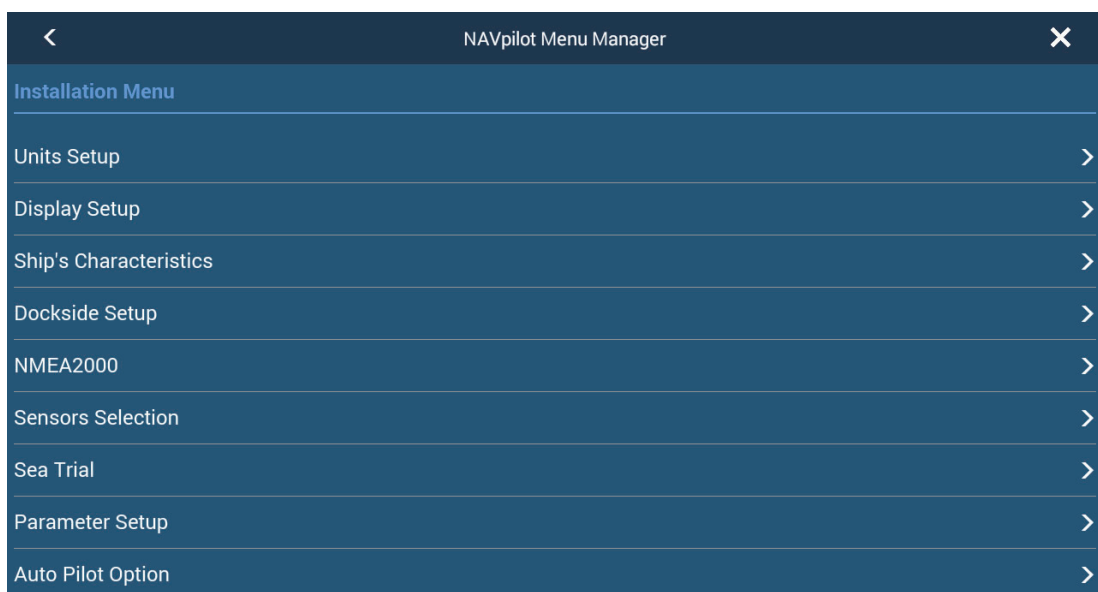 NAVpilot Menu Manager
Installation Menu
Units Setup
Display Setup
Ship's Characteristics
Dockside Setup
NMEA2000
Sensors Selection
Sea Trial
Parameter Setup
Auto Pilot Option